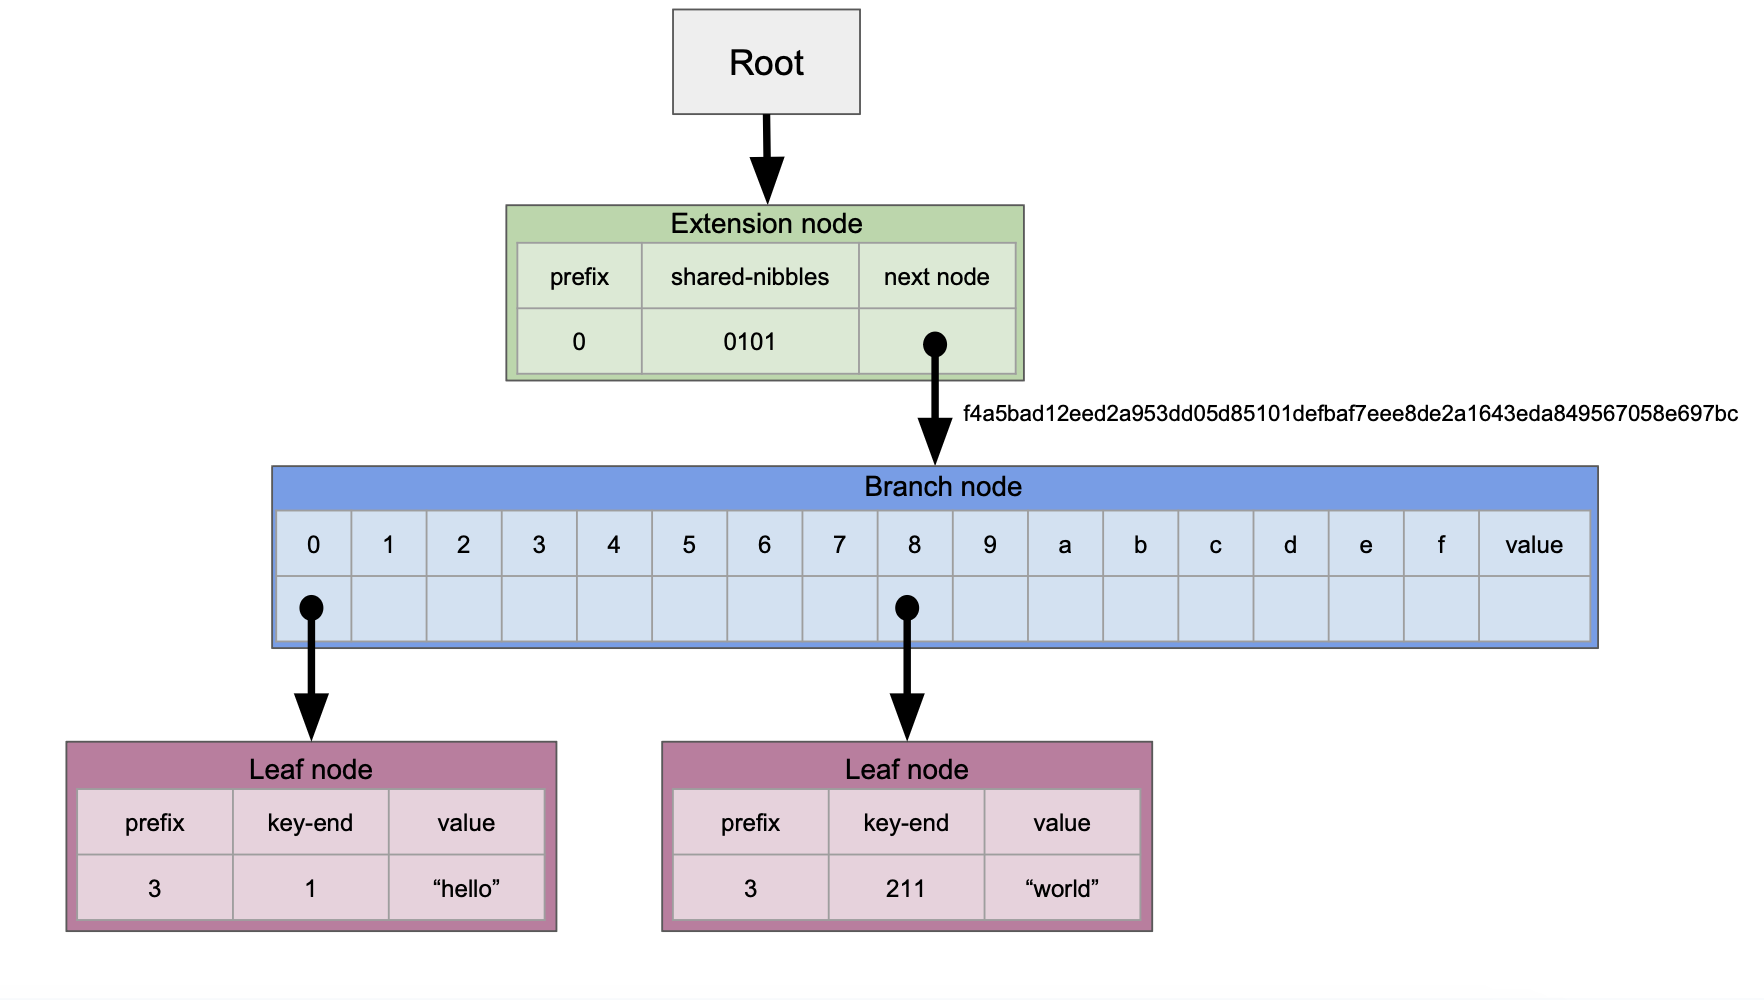 Root
Extension node
prefix shared-nibbles next node
0 0101
f4a5bad12eed2a953dd05d85101defbaf7eee8de2a1643eda849567058e697bc
Branch node
0 1 2 3 4 5 6 7 8 9 a b c d e f value
Leaf node
prefix key-end value
3 1 “hello”
Leaf node
prefix key-end value
3 211 “world”